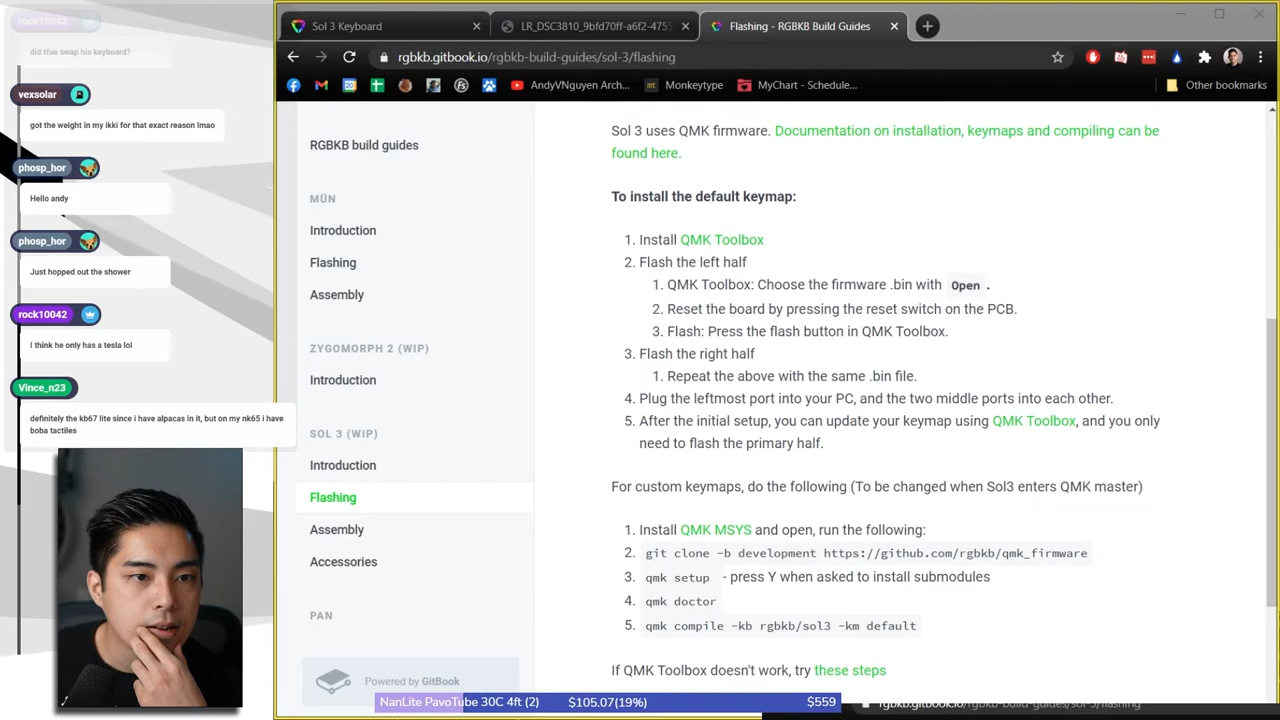 rock10042
did tfue swap his keyboard?
vexsolar
got the weight in my ikki for that exact reason lmao
phosp_hor
Hello andy
phosp_hor
Just hopped out the shower
rock10042
I think he only has a tesla lol
Vince_n23
definitely the kb67 lite since i have alpacas in it, but on my nk65 i have
boba tactiles
Sol 3 Keyboard
LR_DSC3810_9bfd70ff-a6f2-4755
Flashing - RGBKB Build Guides
rgbkb.gitbook.io/rgbkb-build-guides/sol-3/flashing
AndyVNguyen Arch...
mt Monkeytype
MyChart - Schedule...
Other bookmarks
RGBKB build guides
MÜN
Introduction
Flashing
Assembly
ZYGOMORPH 2 (WIP)
Introduction
SOL 3 (WIP)
Introduction
Flashing
Assembly
Accessories
PAN
Powered by GitBook
Sol 3 uses QMK firmware. Documentation on installation, keymaps and compiling can be
found here.
To install the default keymap:
1. Install QMK Toolbox
2. Flash the left half
1. QMK Toolbox: Choose the firmware .bin with Open .
2. Reset the board by pressing the reset switch on the PCB.
3. Flash: Press the flash button in QMK Toolbox.
3. Flash the right half
1. Repeat the above with the same .bin file.
4. Plug the leftmost port into your PC, and the two middle ports into each other.
5. After the initial setup, you can update your keymap using QMK Toolbox, and you only
need to flash the primary half.
For custom keymaps, do the following (To be changed when Sol3 enters QMK master)
1. Install QMK MSYS and open, run the following:
2. git clone -b development https://github.com/rgbkb/qmk_firmware
3. qmk setup - press Y when asked to install submodules
4. qmk doctor
5. qmk compile -kb rgbkb/sol3 -km default
If QMK Toolbox doesn't work, try these steps
NanLite PavoTube 30C 4ft (2) $105.07(19%) $559
rgbkb.gitbook.io/rgbkb-build-guides/sol-3/flashing